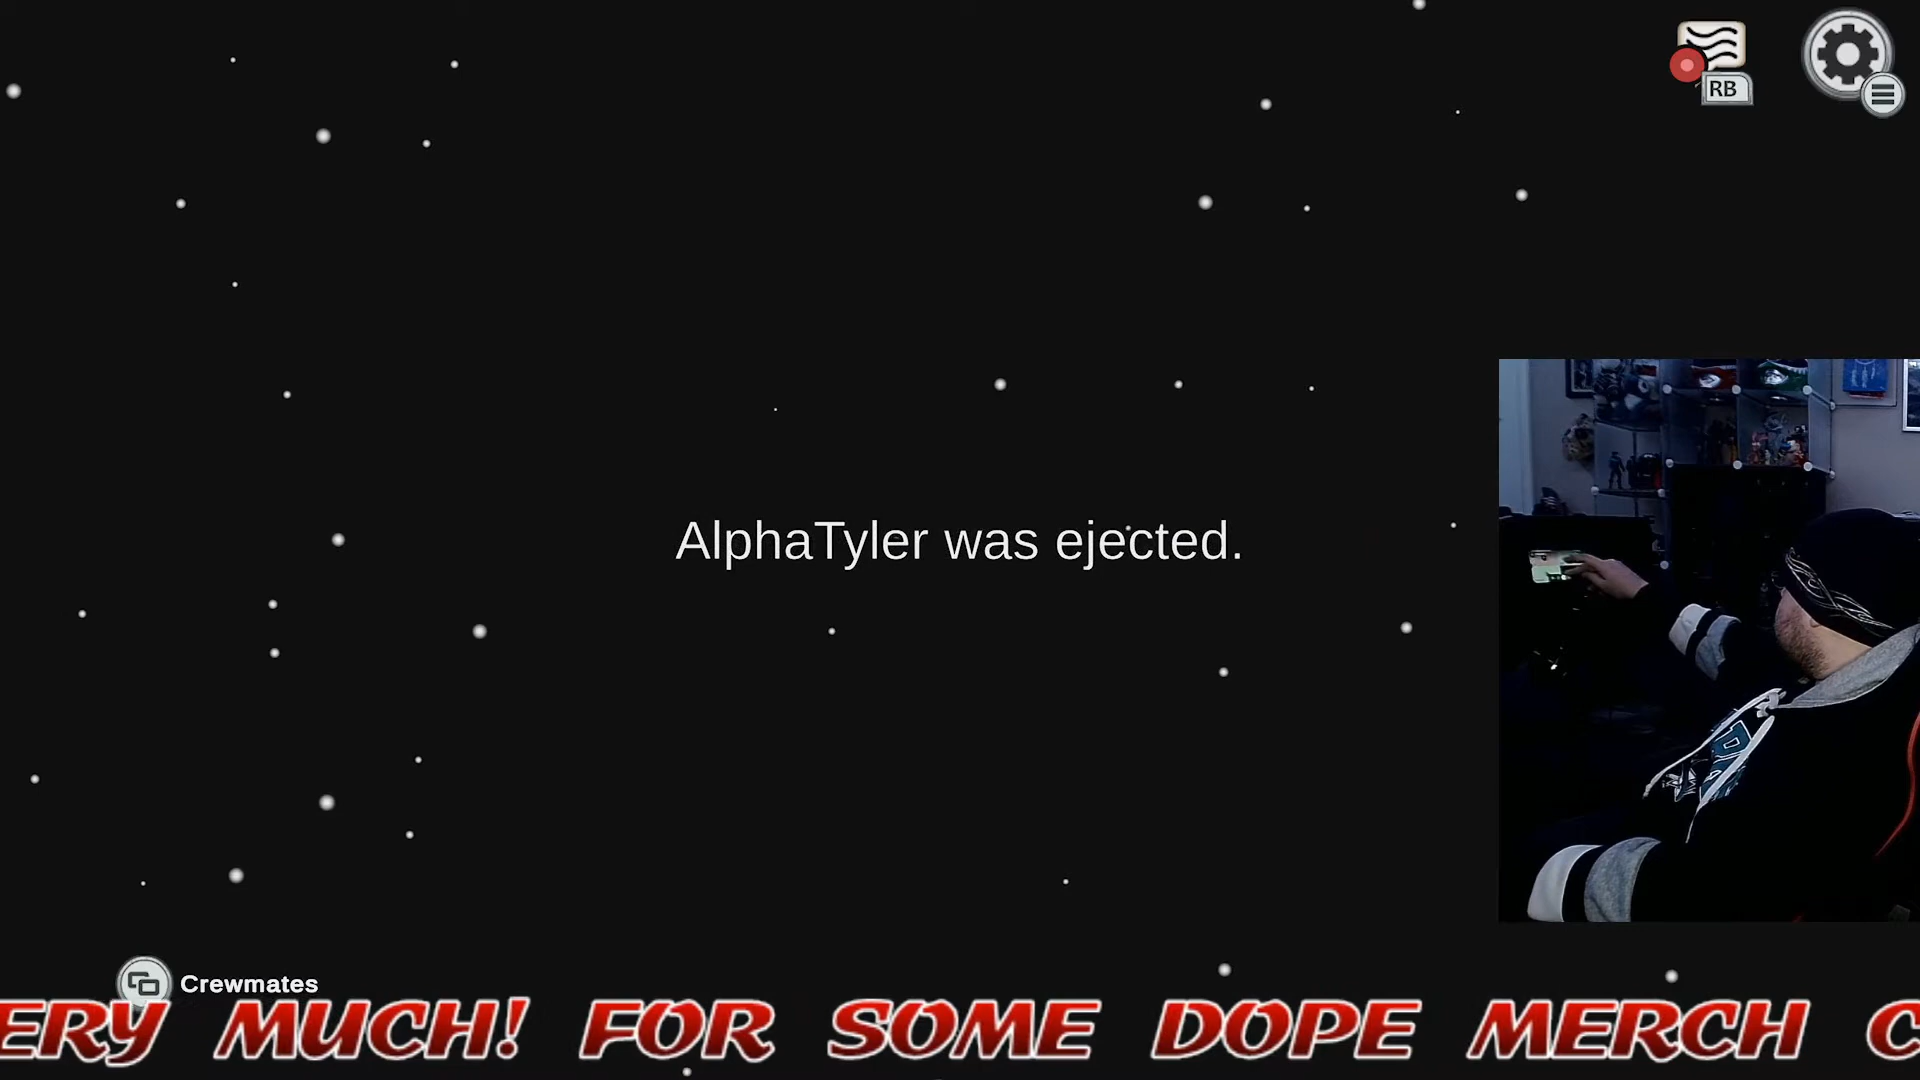 RB
AlphaTyler was ejected.
Crewmates
ERY MUCH! FOR SOME DOPE MERCH C